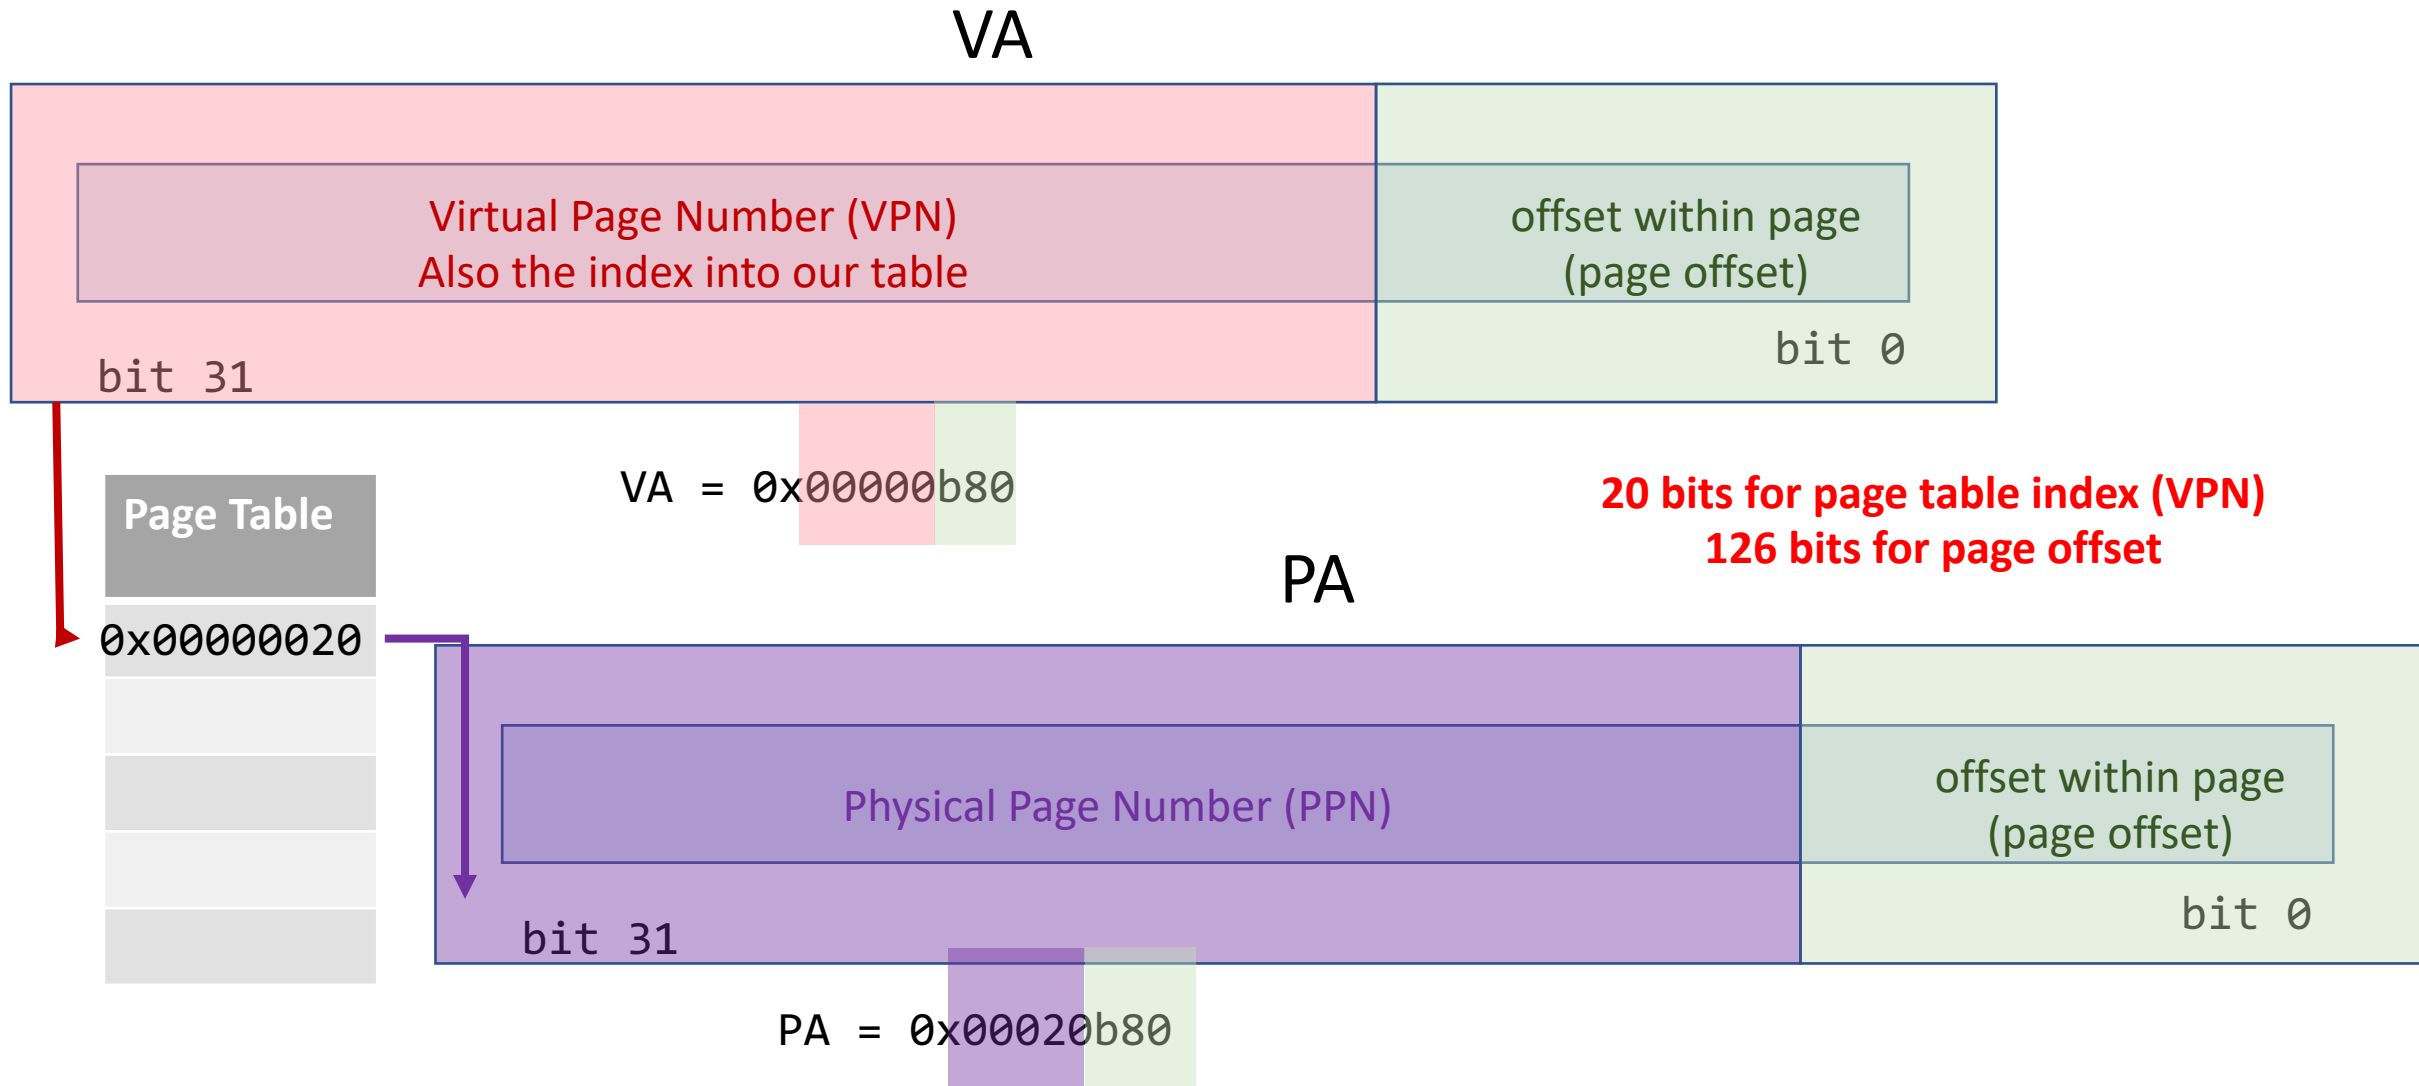 VA
Virtual Page Number (VPN)
Also the index into our table
offset within page
(page offset)
bit 31
bit 0
VA = 0x00000b80
20 bits for page table index (VPN)
126 bits for page offset
Page Table
0x00000020
PA
Physical Page Number (PPN)
offset within page
(page offset)
bit 31
bit 0
PA = 0x00020b80